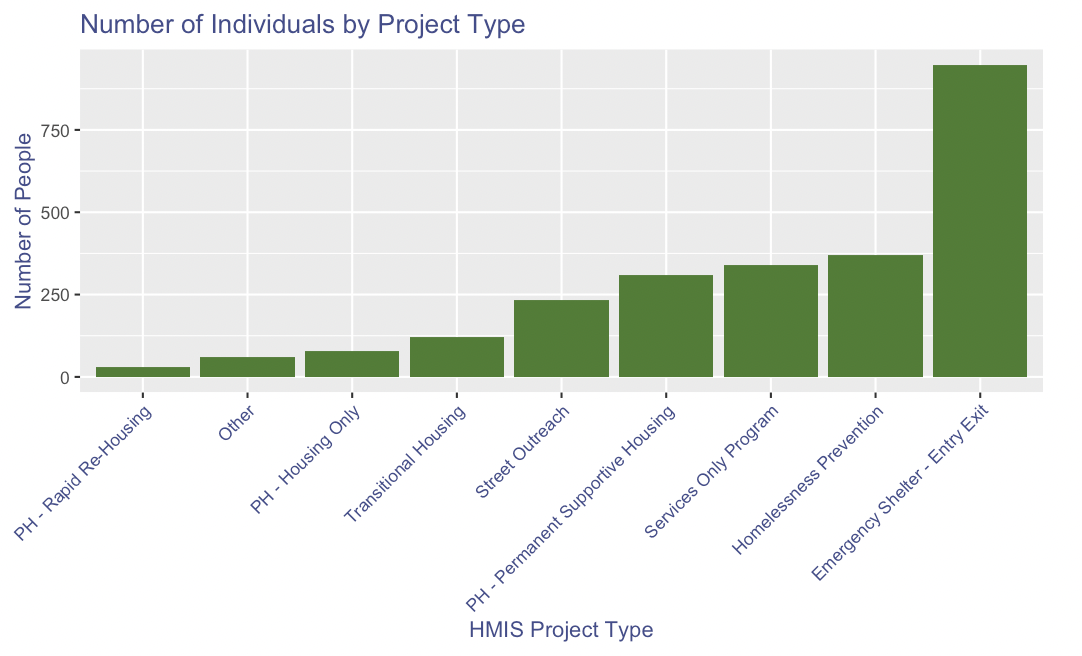 Number of Individuals by Project Type
Number of People
750
500
250
0
PH - Rapid Re-Housing
Other
PH - Housing Only
Transitional Housing
Street Outreach
PH - Permanent Supportive Housing
Services Only Program
Homelessness Prevention
Emergency Shelter - Entry Exit
HMIS Project Type